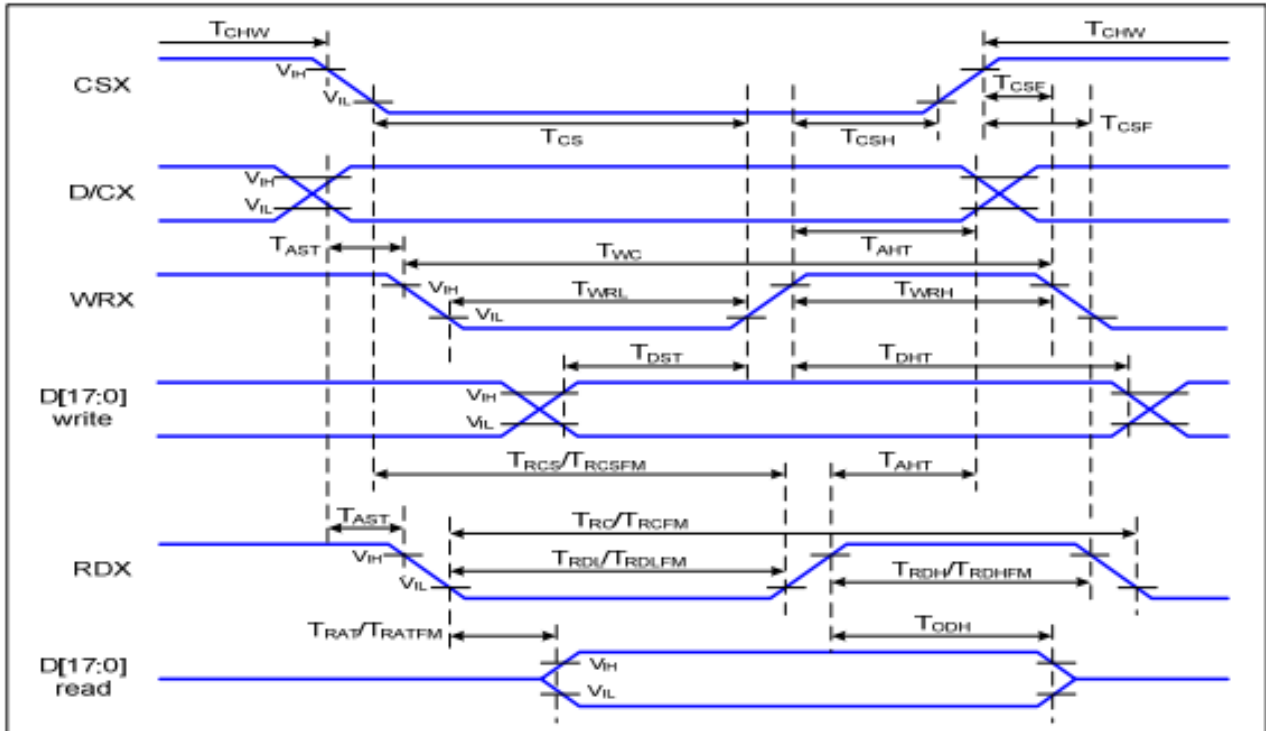 TCHW TCHW
VIH
CSX
TCSF
VIL
TCS TCSH TCSF
VIH
D/CX
VIL
TAST TWC TAHT
VIH TWRL TWRH
WRX
VIL
TDST TDHT
D[17:0]
write
VIH
VIL
TRCS/TRCSFM TAHT
TAST TRC/TRCFM
VIH
RDX
TRDL/TRDLFM
VIL
TRDH/TRDHFM
TRAT/TRATFM TODH
D[17:0]
read
VIH
VIL